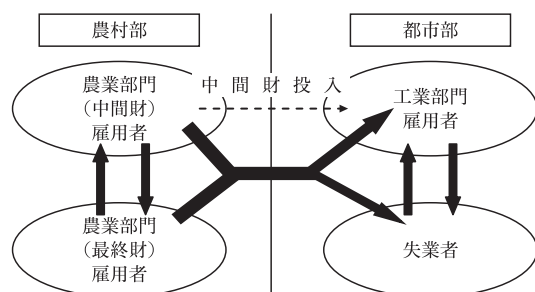 農村部
都市部
農業部門
（中間財）
雇用者
中間財投入
工業部門
雇用者
農業部門
（最終財）
雇用者
失業者